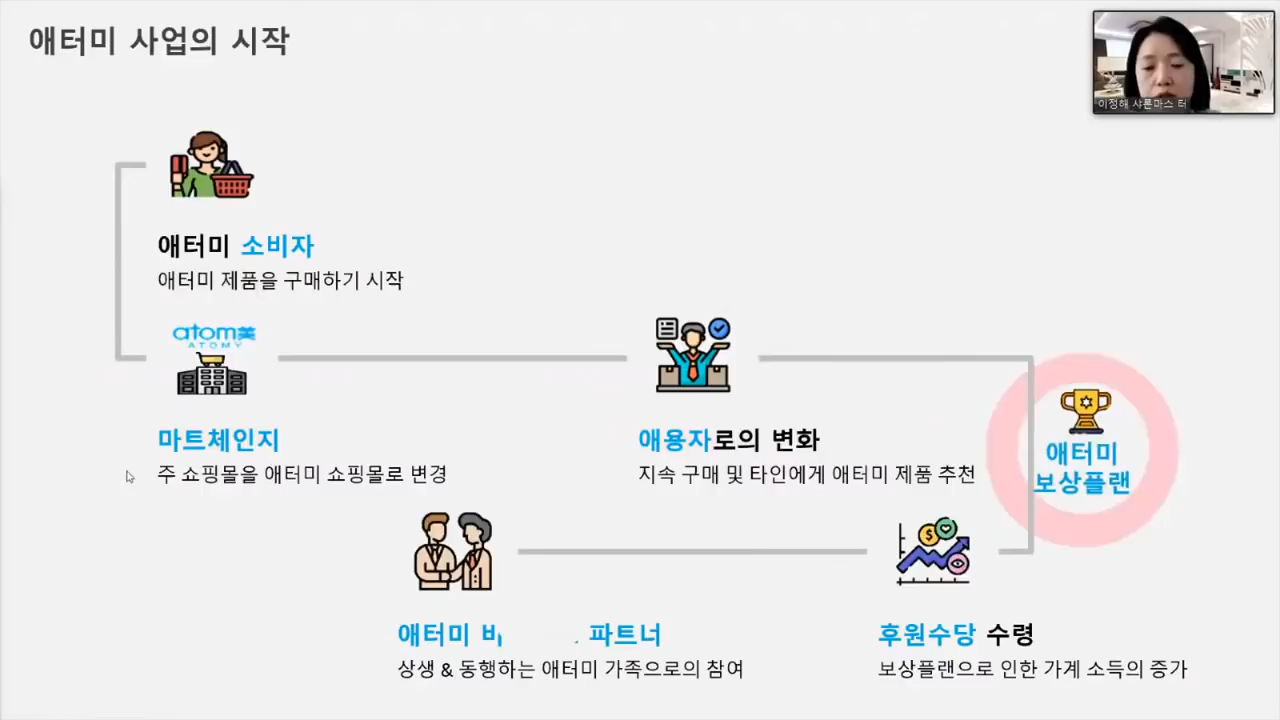 애터미 사업의 시작
이정해 샤론마스 터
애터미 소비자
애터미 제품을 구매하기 시작
atom美
ATOMY
마트체인지
주 쇼핑몰을 애터미 쇼핑몰로 변경
애용자로의 변화
지속 구매 및 타인에게 애터미 제품 추천
애터미
보상플랜
애터미 파트너
상생 & 동행하는 애터미 가족으로의 참여
후원수당 수령
보상플랜으로 인한 가계 소득의 증가